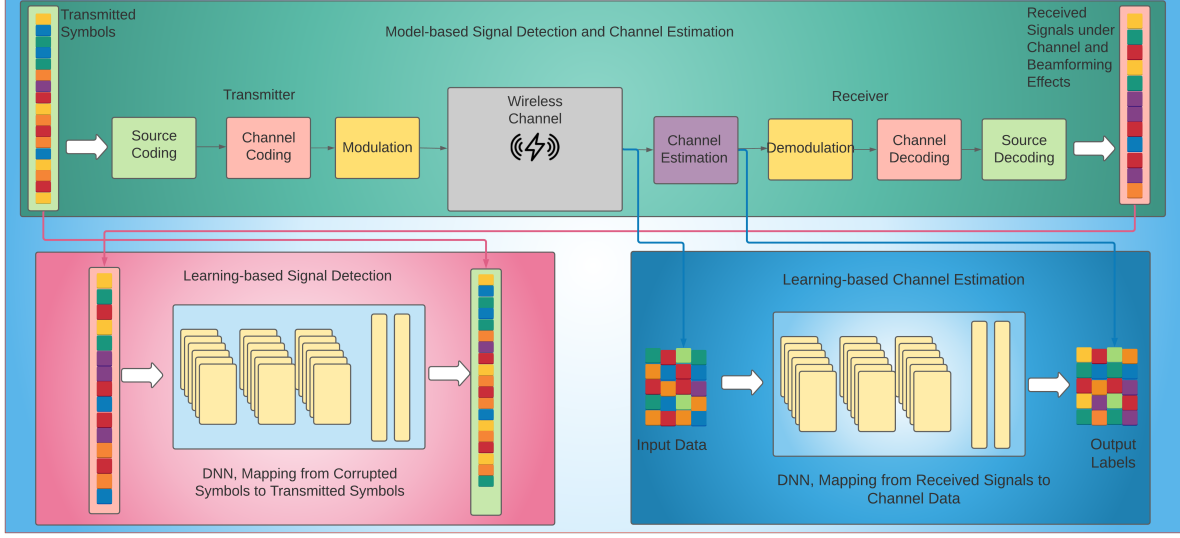 Transmitted
Symbols
Model-based Signal Detection and Channel Estimation
Received
Signals under
Channel and
Beamforming
Effects
Transmitter
Wireless
Channel
Receiver
Source
Coding
Channel
Coding
Modulation
Channel
Estimation
Demodulation
Channel
Decoding
Source
Decoding
Learning-based Signal Detection
DNN, Mapping from Corrupted
Symbols to Transmitted Symbols
Learning-based Channel Estimation
Input Data
Output
Labels
DNN, Mapping from Received Signals to
Channel Data